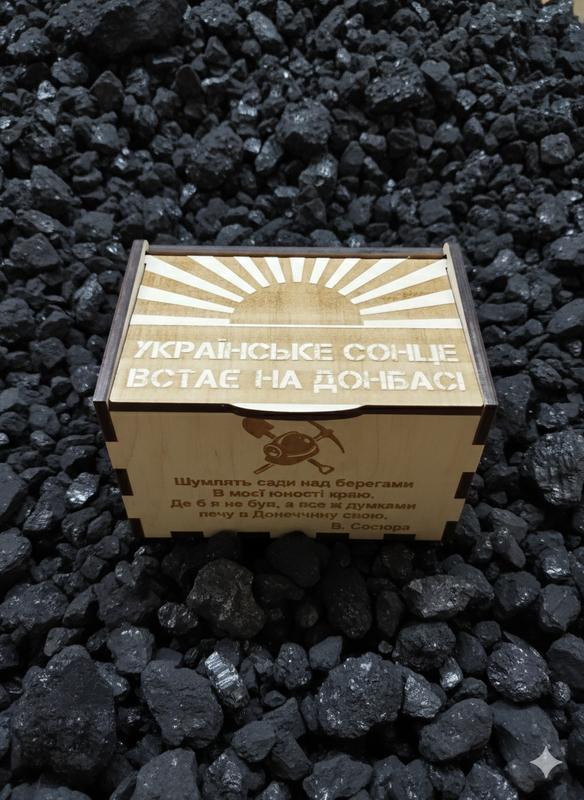 УКРАЇНСЬКЕ СОНЦЕ
ВСТАЄ НА ДОНБАСІ
Шумлять сади над берегами
В моєї юності краю.
Де б я не був, а все ж думками
лечу в Донеччину свою.
В. Сосюра